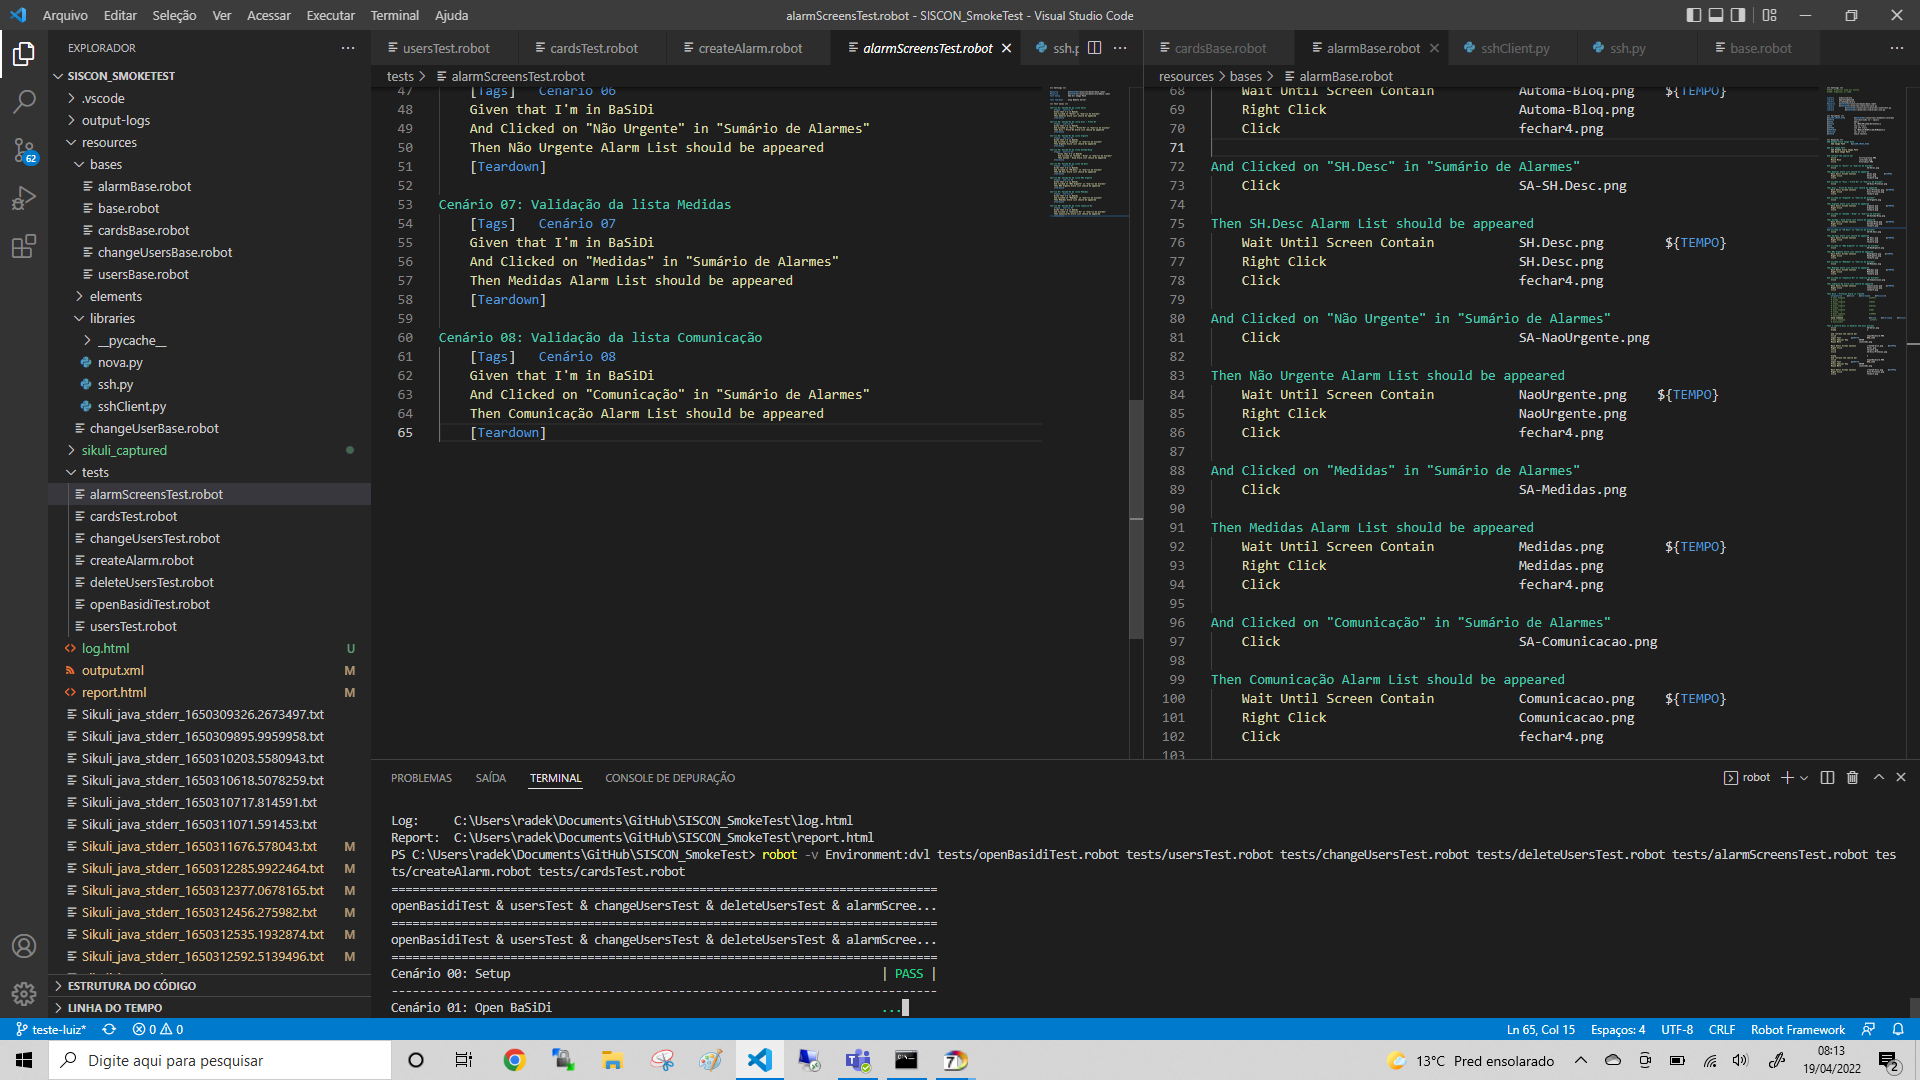 Arquivo Editar Seleção Ver Acessar Executar Terminal Ajuda
alarmScreensTest.robot - SISCON_SmokeTest - Visual Studio Code
EXPLORADOR
SISCON_SMOKETEST
.vscode
output-logs
resources
bases
alarmBase.robot
base.robot
cardsBase.robot
changeUsersBase.robot
usersBase.robot
elements
libraries
__pycache__
nova.py
ssh.py
sshClient.py
changeUserBase.robot
sikuli_captured
tests
alarmScreensTest.robot
cardsTest.robot
changeUsersTest.robot
createAlarm.robot
deleteUsersTest.robot
openBasidiTest.robot
usersTest.robot
log.html U
output.xml M
report.html M
Sikuli_java_stderr_1650309326.2673497.txt
Sikuli_java_stderr_1650309895.9959958.txt
Sikuli_java_stderr_1650310203.5580943.txt
Sikuli_java_stderr_1650310618.5078259.txt
Sikuli_java_stderr_1650310717.814591.txt
Sikuli_java_stderr_1650311071.591453.txt
Sikuli_java_stderr_1650311676.578043.txt M
Sikuli_java_stderr_1650312285.9922464.txt M
Sikuli_java_stderr_1650312377.0678165.txt M
Sikuli_java_stderr_1650312456.275982.txt M
Sikuli_java_stderr_1650312535.1932874.txt M
Sikuli_java_stderr_1650312592.5139496.txt M
ESTRUTURA DO CÓDIGO
LINHA DO TEMPO
62
usersTest.robot cardsTest.robot createAlarm.robot alarmScreensTest.robot ssh.p
tests > alarmScreensTest.robot
47 [Tags] Cenário 06
48 Given that I'm in BaSiDi
49 And Clicked on "Não Urgente" in "Sumário de Alarmes"
50 Then Não Urgente Alarm List should be appeared
51 [Teardown]
52
53 Cenário 07: Validação da lista Medidas
54 [Tags] Cenário 07
55 Given that I'm in BaSiDi
56 And Clicked on "Medidas" in "Sumário de Alarmes"
57 Then Medidas Alarm List should be appeared
58 [Teardown]
59
60 Cenário 08: Validação da lista Comunicação
61 [Tags] Cenário 08
62 Given that I'm in BaSiDi
63 And Clicked on "Comunicação" in "Sumário de Alarmes"
64 Then Comunicação Alarm List should be appeared
65 [Teardown]
cardsBase.robot alarmBase.robot sshClient.py ssh.py base.robot
resources > bases > alarmBase.robot
68 Wait Until Screen Contain Automa-Bloq.png ${TEMPO}
69 Right Click Automa-Bloq.png
70 Click fechar4.png
71
72 And Clicked on "SH.Desc" in "Sumário de Alarmes"
73 Click SA-SH.Desc.png
74
75 Then SH.Desc Alarm List should be appeared
76 Wait Until Screen Contain SH.Desc.png ${TEMPO}
77 Right Click SH.Desc.png
78 Click fechar4.png
79
80 And Clicked on "Não Urgente" in "Sumário de Alarmes"
81 Click SA-NaoUrgente.png
82
83 Then Não Urgente Alarm List should be appeared
84 Wait Until Screen Contain NaoUrgente.png ${TEMPO}
85 Right Click NaoUrgente.png
86 Click fechar4.png
87
88 And Clicked on "Medidas" in "Sumário de Alarmes"
89 Click SA-Medidas.png
90
91 Then Medidas Alarm List should be appeared
92 Wait Until Screen Contain Medidas.png ${TEMPO}
93 Right Click Medidas.png
94 Click fechar4.png
95
96 And Clicked on "Comunicação" in "Sumário de Alarmes"
97 Click SA-Comunicacao.png
98
99 Then Comunicação Alarm List should be appeared
100 Wait Until Screen Contain Comunicacao.png ${TEMPO}
101 Right Click Comunicacao.png
102 Click fechar4.png
103
PROBLEMAS SAÍDA TERMINAL CONSOLE DE DEPURAÇÃO robot
Log: C:\Users\radek\Documents\GitHub\SISCON_SmokeTest\log.html
Report: C:\Users\radek\Documents\GitHub\SISCON_SmokeTest\report.html
PS C:\Users\radek\Documents\GitHub\SISCON_SmokeTest> robot -v Environment:dvl tests/openBasidiTest.robot tests/usersTest.robot tests/changeUsersTest.robot tests/deleteUsersTest.robot tests/alarmScreensTest.robot tes
ts/createAlarm.robot tests/cardsTest.robot
==============================================================================
openBasidiTest & usersTest & changeUsersTest & deleteUsersTest & alarmScree...
==============================================================================
openBasidiTest & usersTest & changeUsersTest & deleteUsersTest & alarmScree...
==============================================================================
Cenário 00: Setup | PASS |
------------------------------------------------------------------------------
Cenário 01: Open BaSiDi ...
teste-luiz* 0 0 Ln 65, Col 15 Espaços: 4 UTF-8 CRLF Robot Framework
Digite aqui para pesquisar 13°C Pred ensolarado 08:13
19/04/2022 2